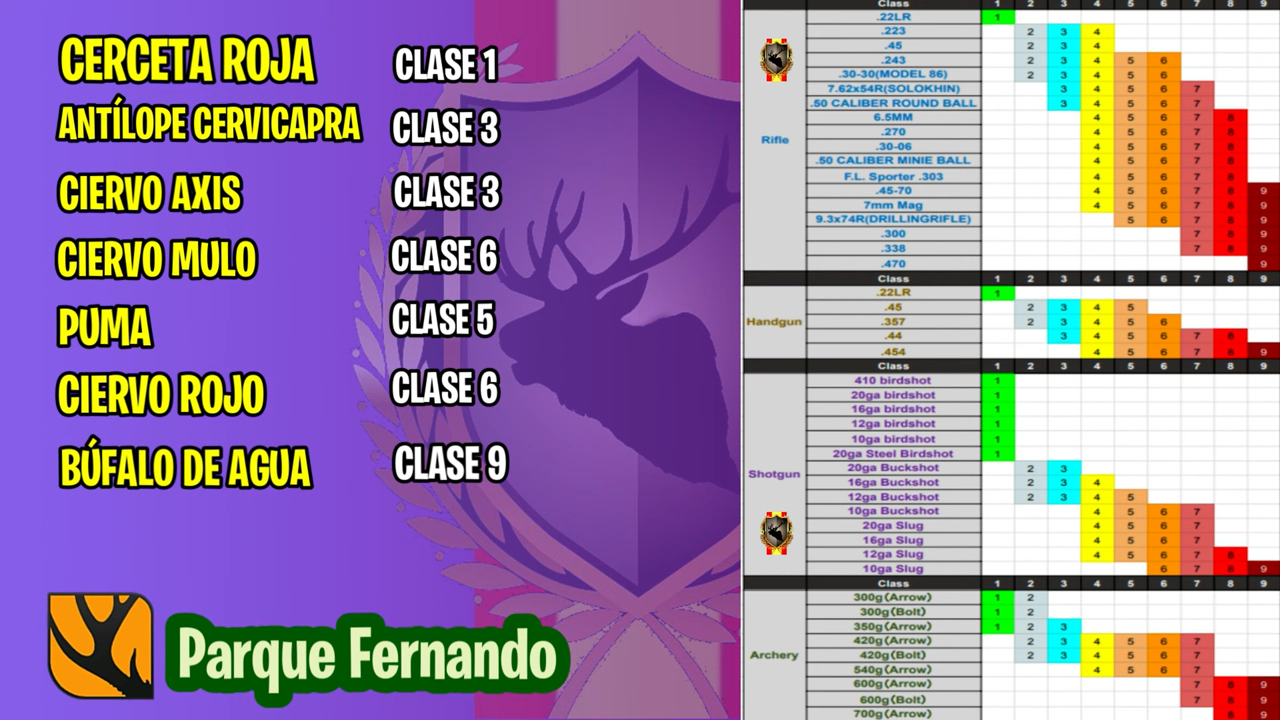 CERCETA ROJA CLASE 1
ANTÍLOPE CERVICAPRA CLASE 3
CIERVO AXIS CLASE 3
CIERVO MULO CLASE 6
PUMA CLASE 5
CIERVO ROJO CLASE 6
BÚFALO DE AGUA CLASE 9
Parque Fernando
Class 1 2 3 4 5 6 7 8 9
Rifle
.22LR 1
.223 2 3 4
.45 2 3 4
.243 2 3 4 5 6
.30-30(MODEL 86) 2 3 4 5 6
7.62x54R(SOLOKHIN) 3 4 5 6 7
.50 CALIBER ROUND BALL 3 4 5 6 7
6.5MM 4 5 6 7 8
.270 4 5 6 7 8
.30-06 4 5 6 7 8
.50 CALIBER MINIE BALL 4 5 6 7 8
F.L. Sporter .303 4 5 6 7 8
.45-70 4 5 6 7 8 9
7mm Mag 4 5 6 7 8 9
9.3x74R(DRILLINGRIFLE) 5 6 7 8 9
.300 7 8 9
.338 7 8 9
.470 9
Class 1 2 3 4 5 6 7 8 9
Handgun
.22LR 1
.45 2 3 4 5
.357 2 3 4 5 6
.44 3 4 5 6 7 8
.454 4 5 6 7 8 9
Class 1 2 3 4 5 6 7 8 9
Shotgun
410 birdshot 1
20ga birdshot 1
16ga birdshot 1
12ga birdshot 1
10ga birdshot 1
20ga Steel Birdshot 1
20ga Buckshot 2 3
16ga Buckshot 2 3 4
12ga Buckshot 2 3 4 5
10ga Buckshot 4 5 6 7
20ga Slug 4 5 6 7
16ga Slug 4 5 6 7
12ga Slug 4 5 6 7 8
10ga Slug 6 7 8 9
Class 1 2 3 4 5 6 7 8 9
Archery
300g(Arrow) 1 2
300g(Bolt) 1 2
350g(Arrow) 1 2 3
420g(Arrow) 2 3 4 5 6 7
420g(Bolt) 2 3 4 5 6 7
540g(Arrow) 4 5 6 7
600g(Arrow) 7 8 9
600g(Bolt) 7 8 9
700g(Arrow) 8 9